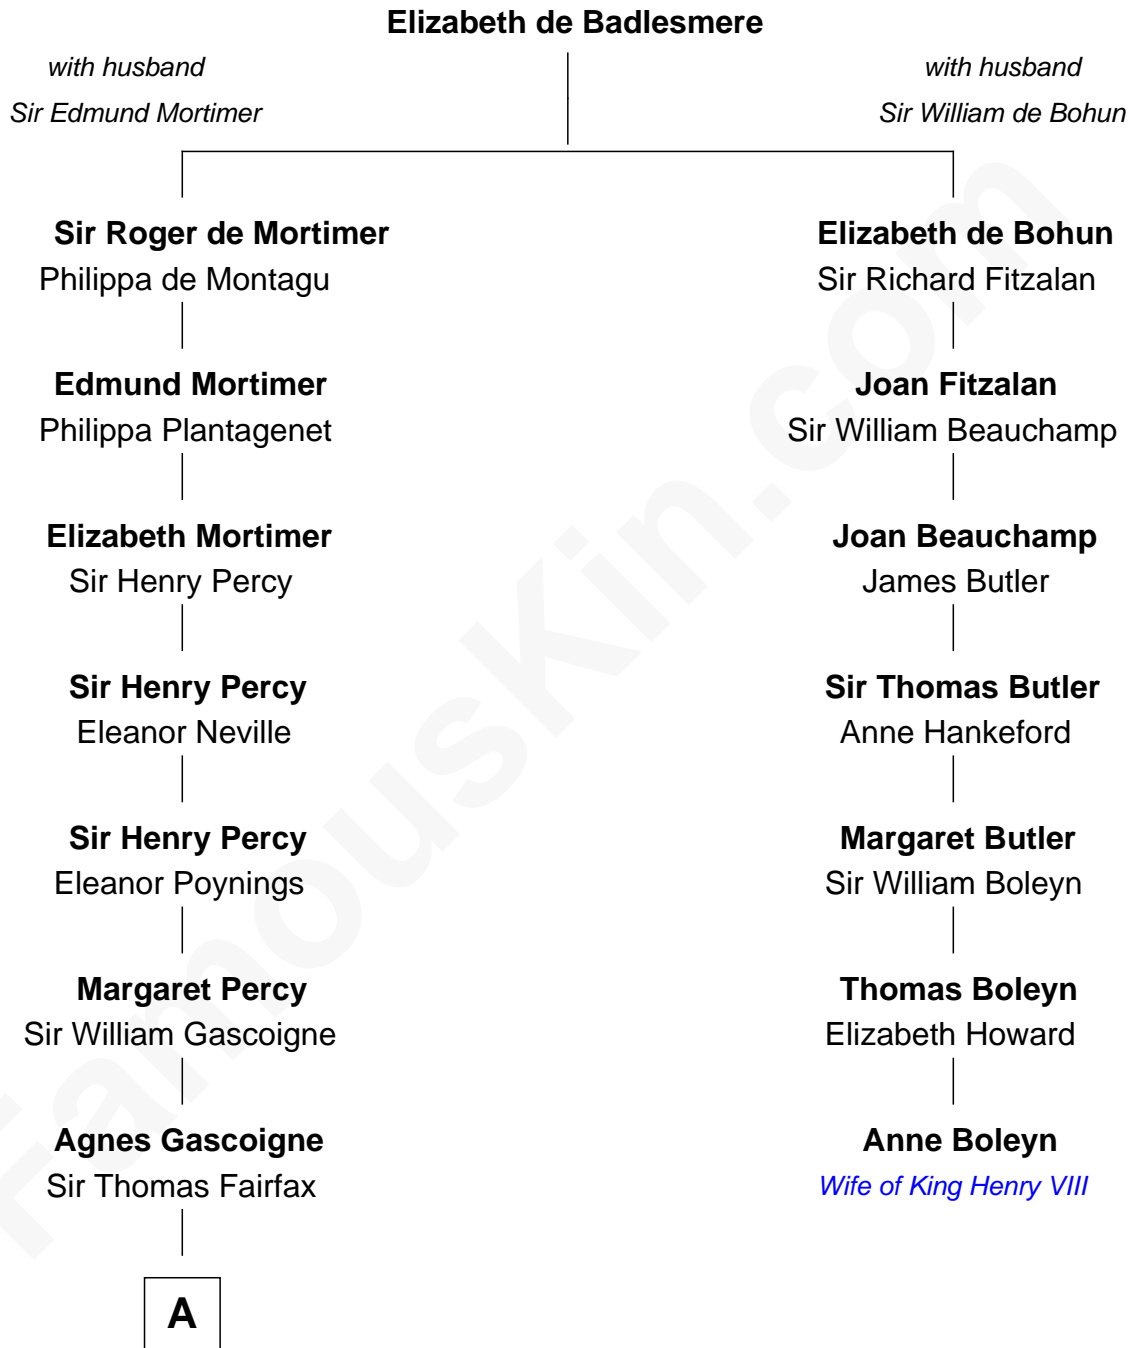 Elizabeth de Badlesmere
with husband
Sir Edmund Mortimer
with husband
Sir William de Bohun
Sir Roger de Mortimer
Philippa de Montagu
Elizabeth de Bohun
Sir Richard Fitzalan
Edmund Mortimer
Philippa Plantagenet
Joan Fitzalan
Sir William Beauchamp
Elizabeth Mortimer
Sir Henry Percy
Joan Beauchamp
James Butler
Sir Henry Percy
Eleanor Neville
Sir Thomas Butler
Anne Hankeford
Sir Henry Percy
Eleanor Poynings
Margaret Butler
Sir William Boleyn
Margaret Percy
Sir William Gascoigne
Thomas Boleyn
Elizabeth Howard
Agnes Gascoigne
Sir Thomas Fairfax
Anne Boleyn
Wife of King Henry VIII
A
FamousKin.com